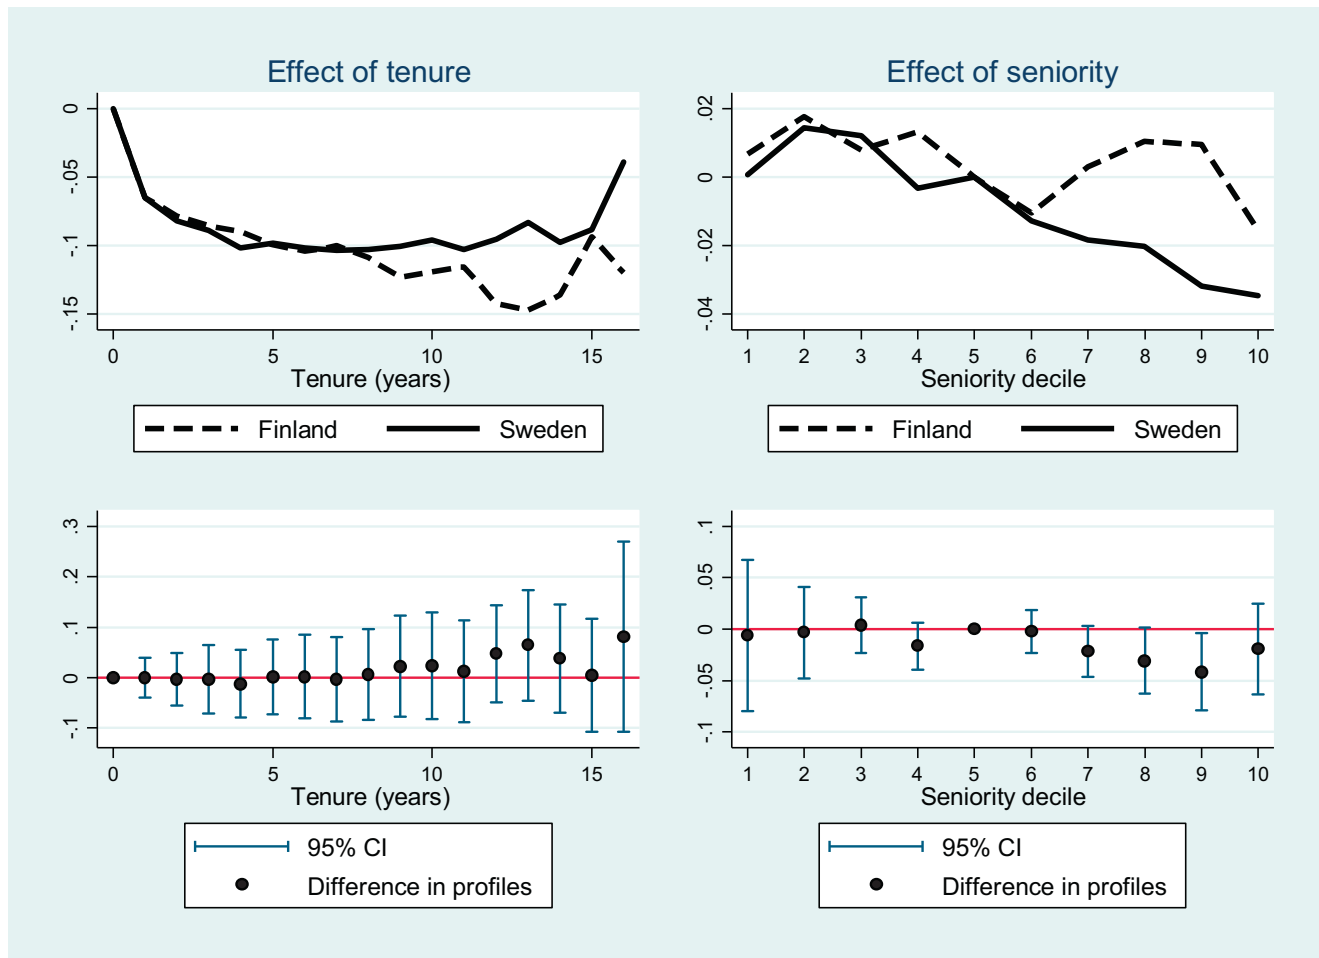 Effect of tenure
0
-.05
-.1
-.15
0 5 10 15
Tenure (years)
Finland Sweden
Effect of seniority
.02
0
-.02
-.04
1 2 3 4 5 6 7 8 9 10
Seniority decile
Finland Sweden
.3
.2
.1
0
-.1
0 5 10 15
Tenure (years)
95% CI
Difference in profiles
.1
.05
0
-.05
-.1
1 2 3 4 5 6 7 8 9 10
Seniority decile
95% CI
Difference in profiles